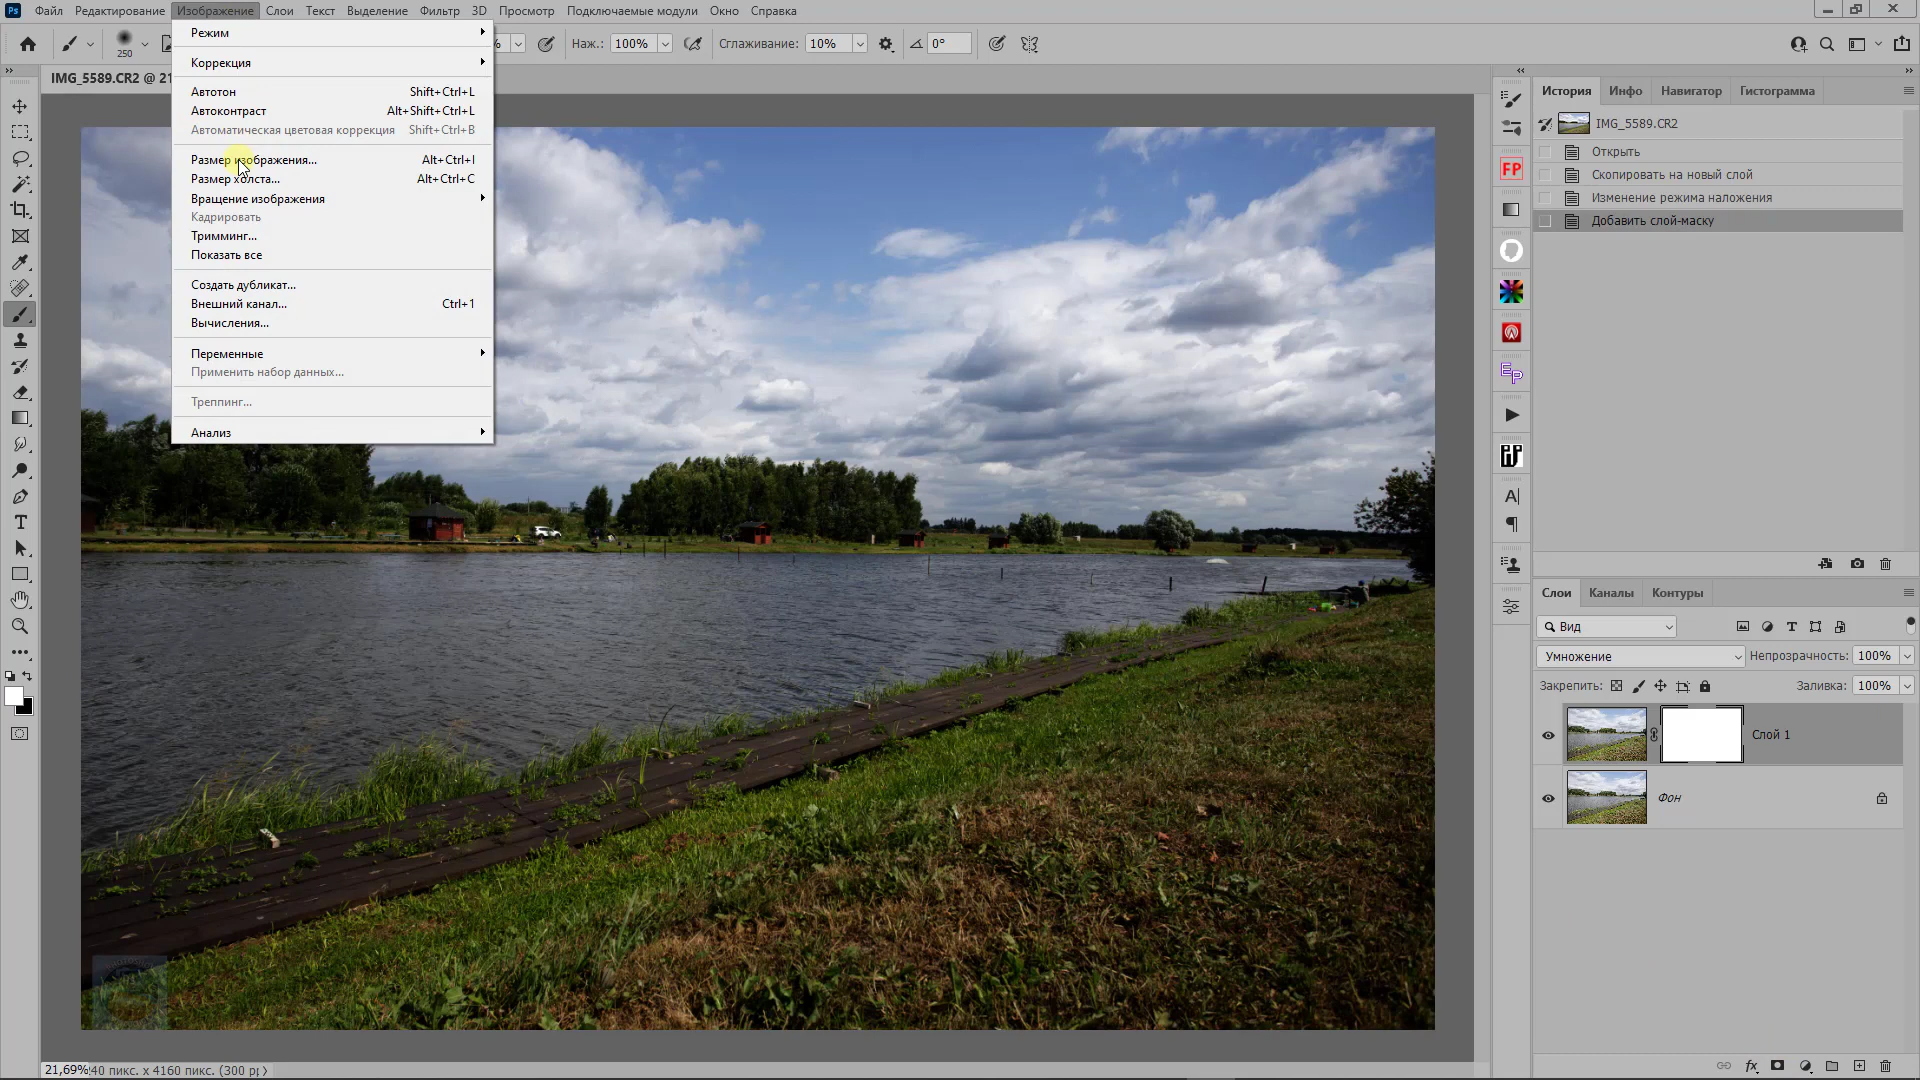 Ps Файл Редактирование Изображение Слои Текст Выделение Фильтр 3D Просмотр Подключаемые модули Окно Справка
250 % Наж.: 100% Сглаживание: 10% 0°
IMG_5589.CR2 @ 21
Режим
Коррекция
Автотон Shift+Ctrl+L
Автоконтраст Alt+Shift+Ctrl+L
Автоматическая цветовая коррекция Shift+Ctrl+B
Размер изображения... Alt+Ctrl+I
Размер холста... Alt+Ctrl+C
Вращение изображения
Кадрировать
Тримминг...
Показать все
Создать дубликат...
Внешний канал... Ctrl+1
Вычисления...
Переменные
Применить набор данных...
Треппинг...
Анализ
FP
EP
История Инфо Навигатор Гистограмма
IMG_5589.CR2
Открыть
Скопировать на новый слой
Изменение режима наложения
Добавить слой-маску
Слои Каналы Контуры
Вид
Умножение Непрозрачность: 100%
Закрепить: Заливка: 100%
Слой 1
Фон
fx
21,69% 40 пикс. x 4160 пикс. (300 pp